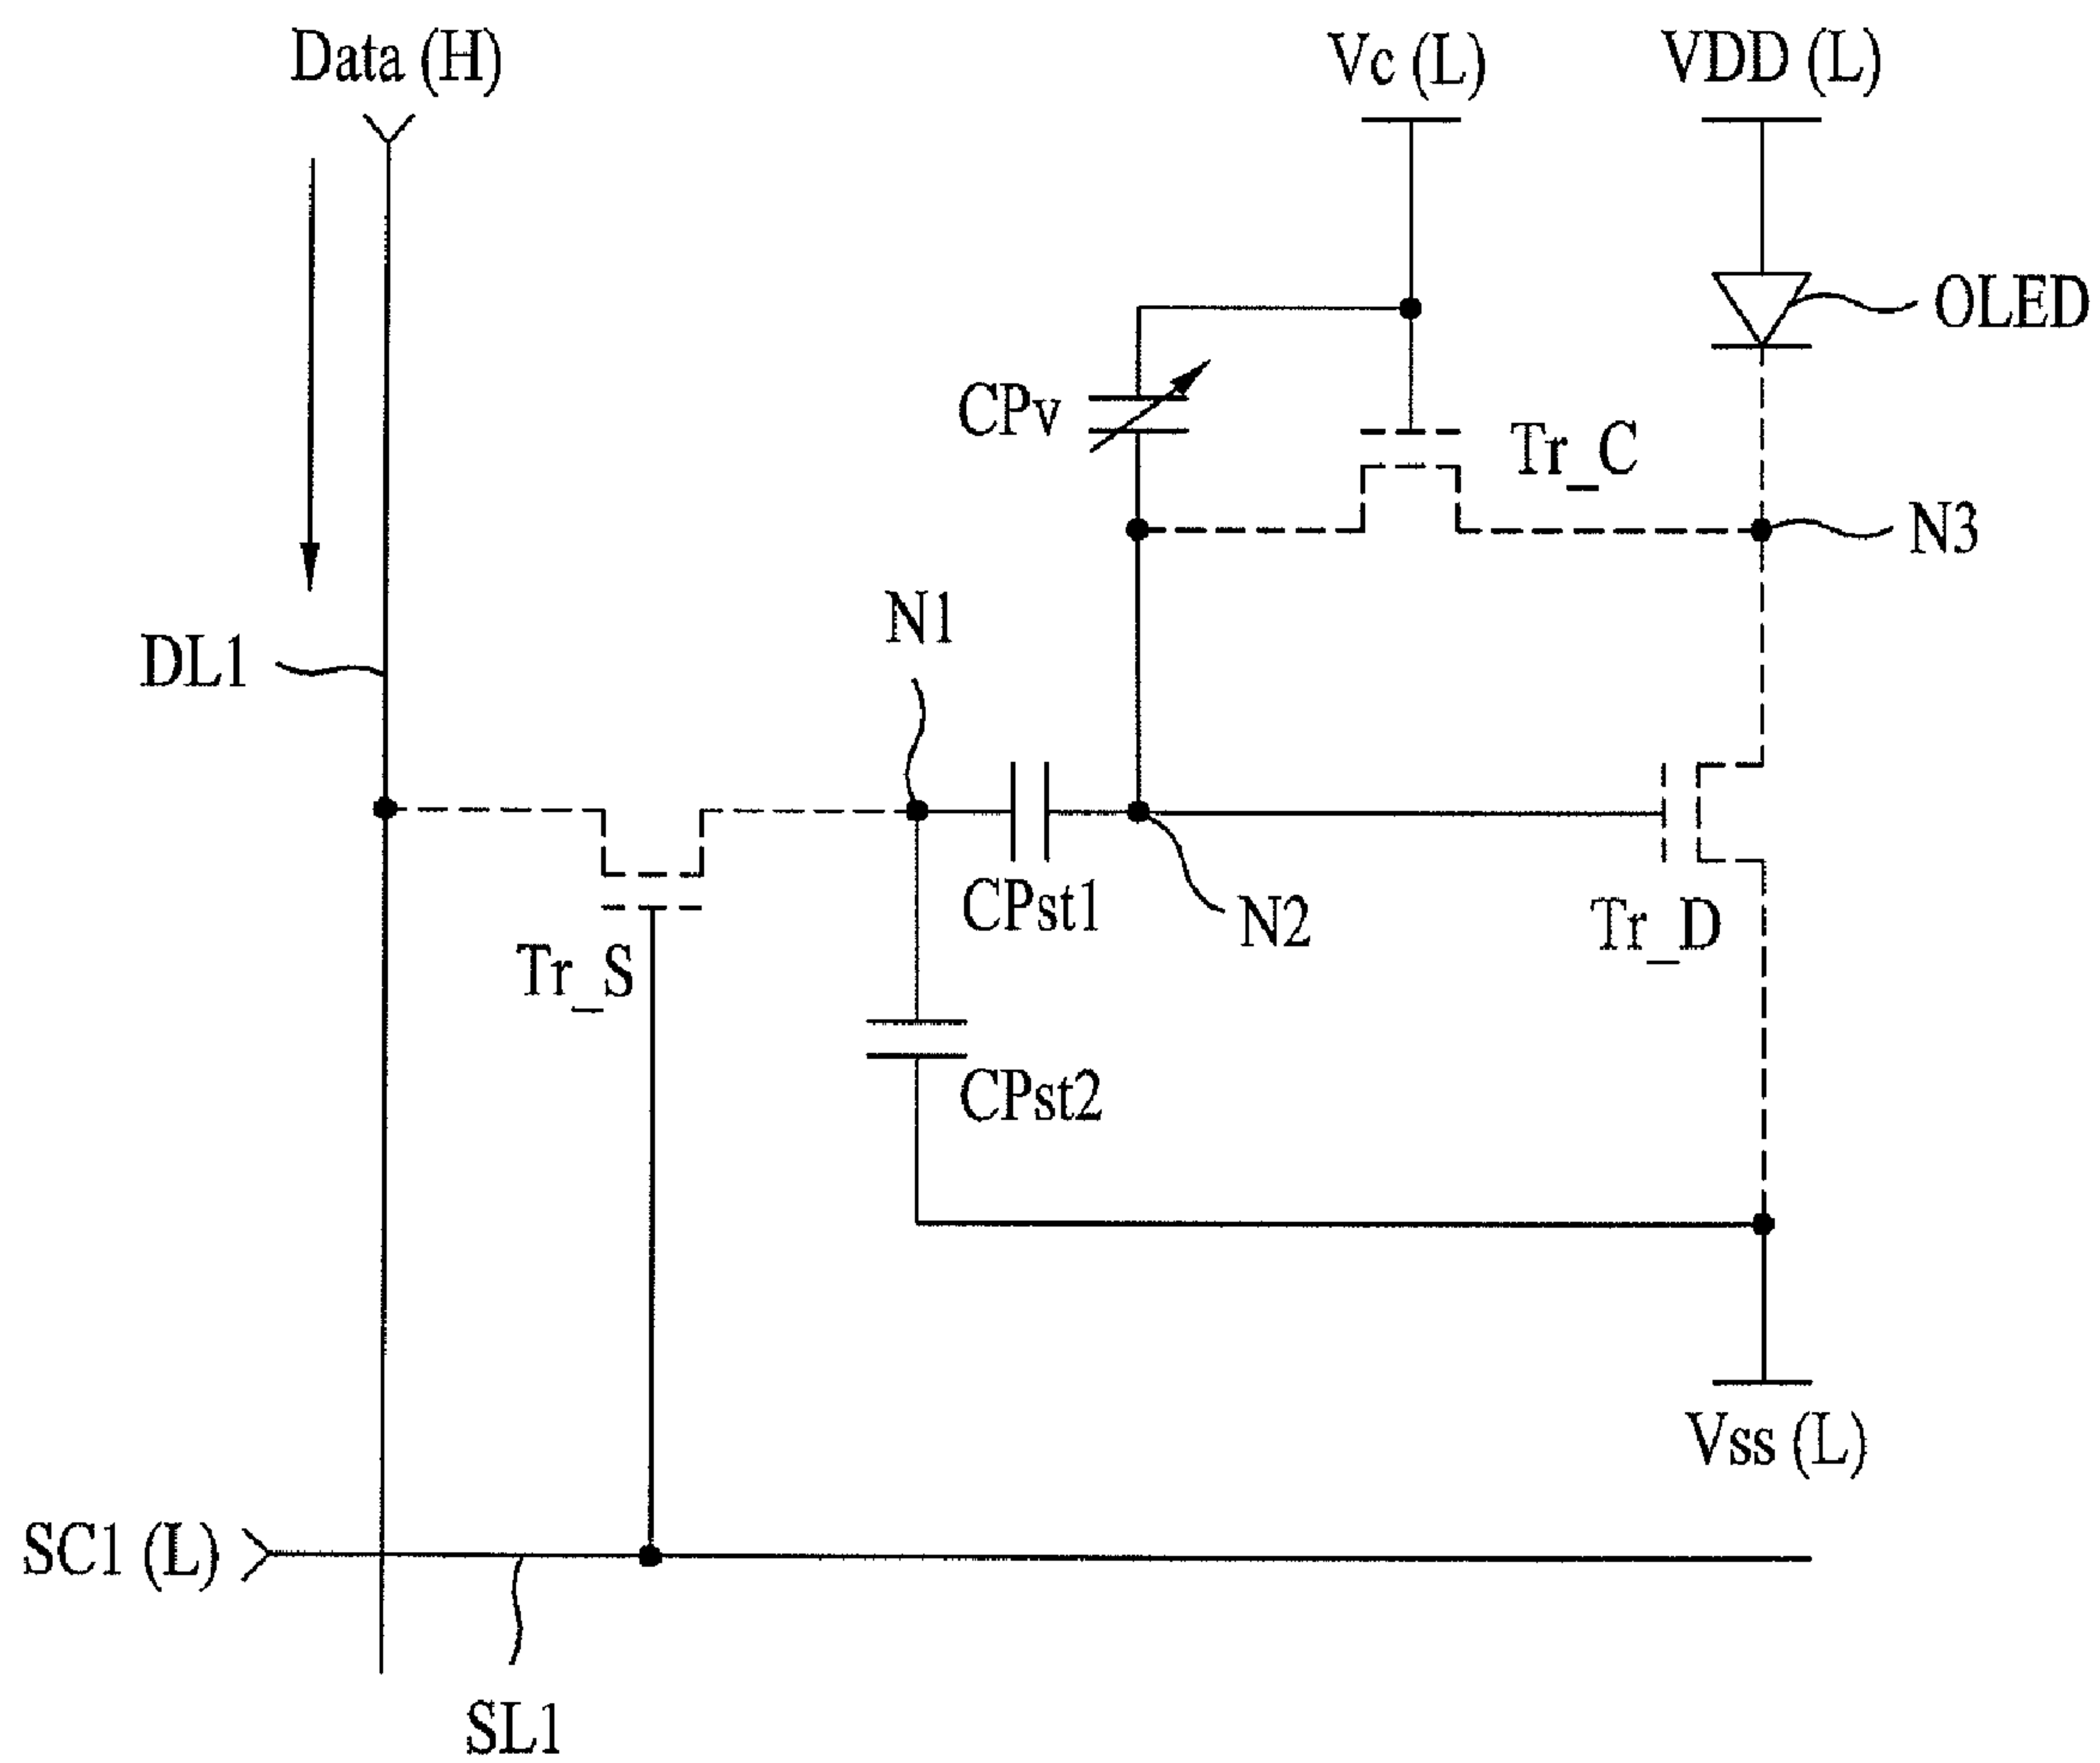 Data (H)
Vc (L)
VDD (L)
OLED
CPv
Tr_C
N3
N1
DL1
CPst1
N2
Tr_D
Tr_S
CPst2
Vss (L)
SC1 (L)
SL1